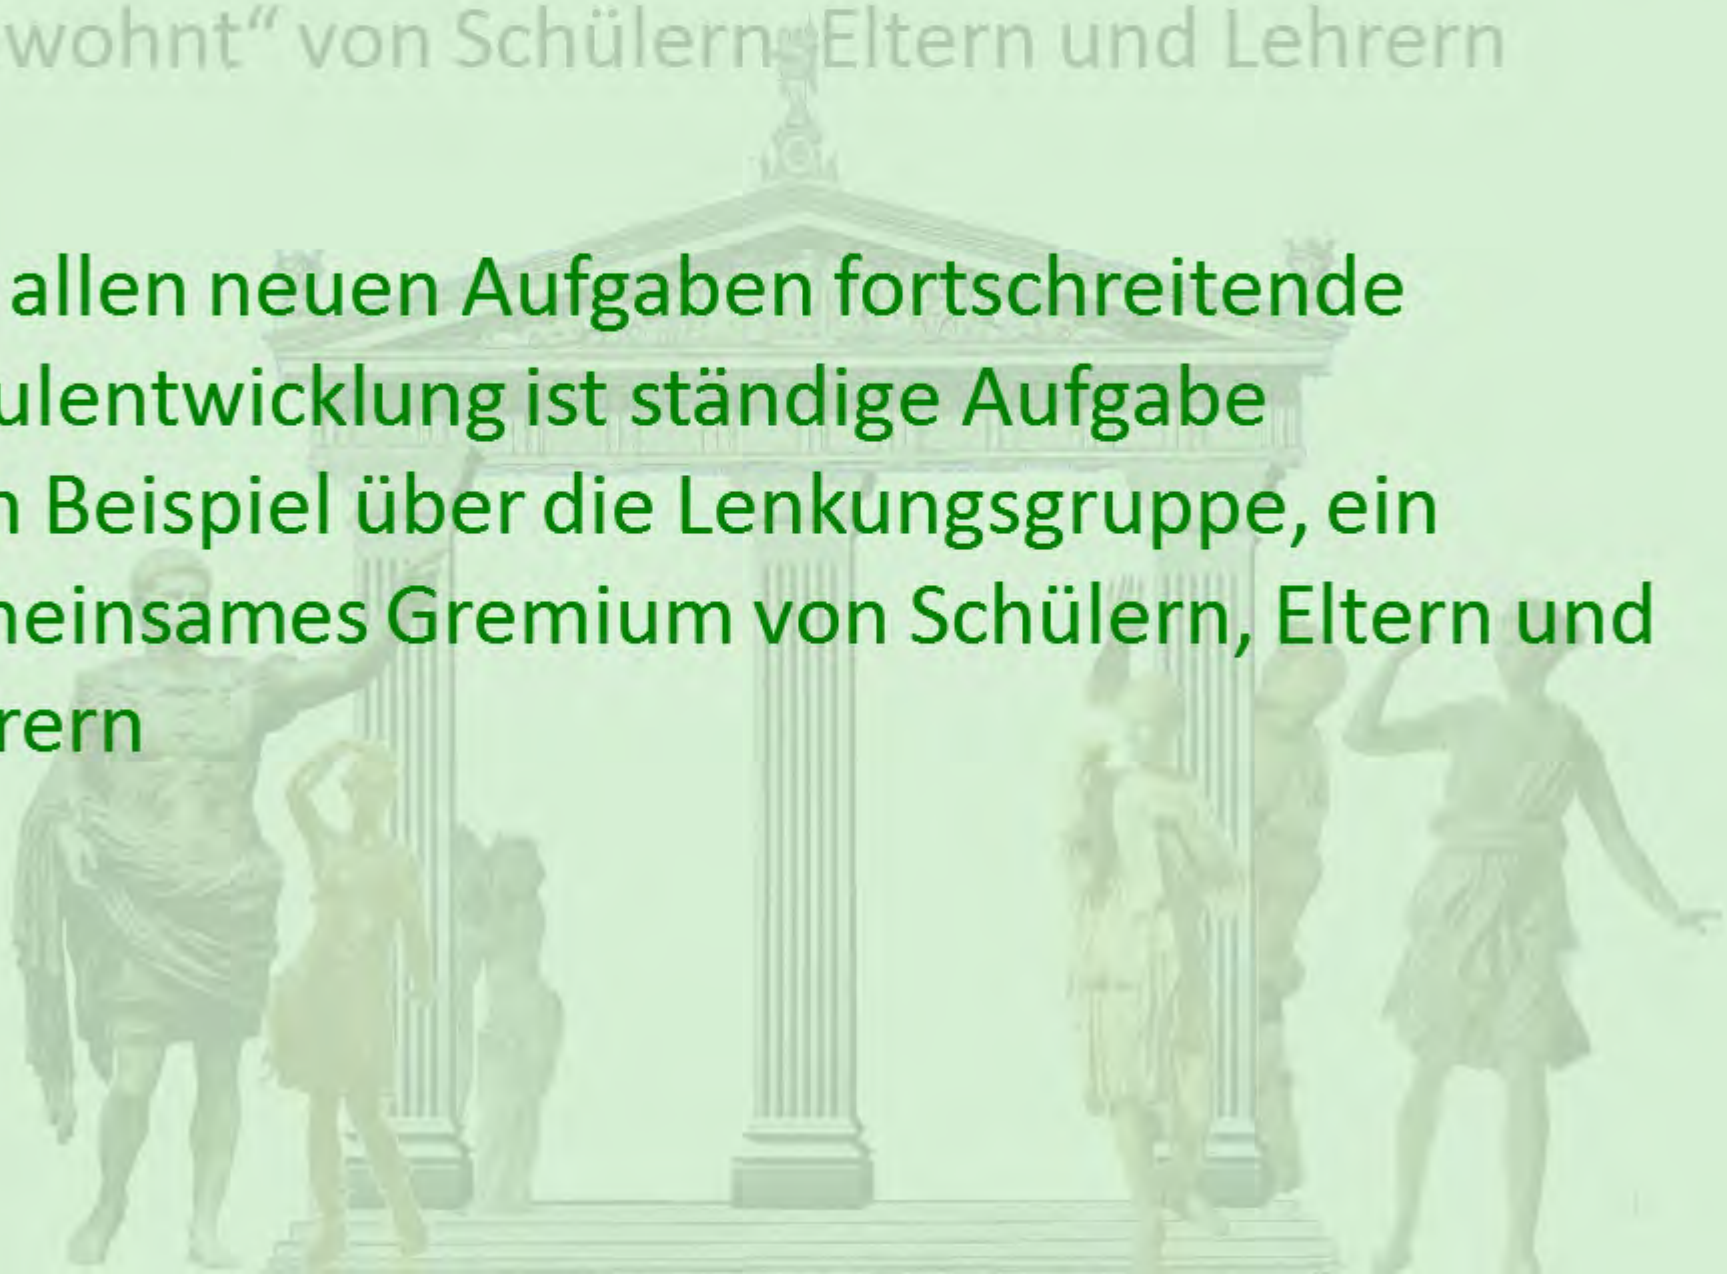 wohnt“ von Schülern, Eltern und Lehrern
allen neuen Aufgaben fortschreitende
ulentwicklung ist ständige Aufgabe
n Beispiel über die Lenkungsgruppe, ein
neinsames Gremium von Schülern, Eltern und
rern